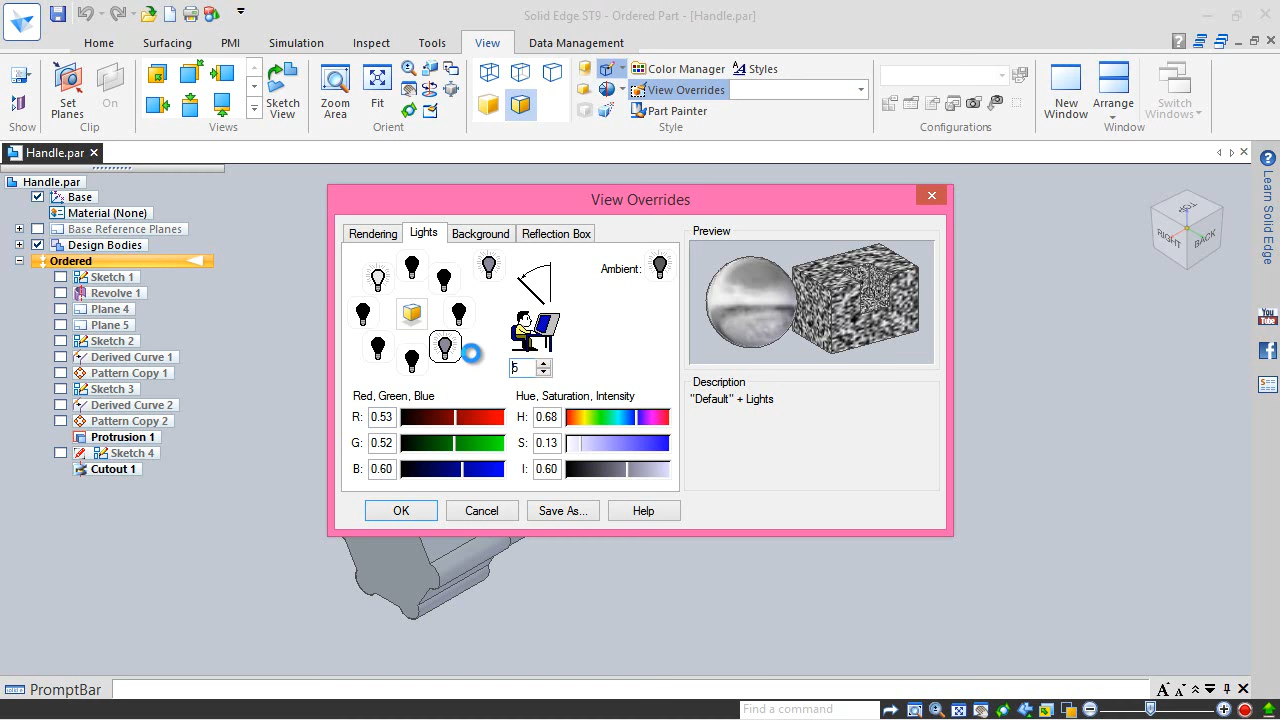 Solid Edge ST9 - Ordered Part - [Handle.par]
Home Surfacing PMI Simulation Inspect Tools View Data Management
Set Planes
On
Sketch View
Zoom Area
Fit
Color Manager
Styles
View Overrides
Part Painter
New Window
Arrange
Switch Windows
Show Clip Views Orient Style Configurations Window
Handle.par
Handle.par
Base
Material (None)
Base Reference Planes
Design Bodies
Ordered
Sketch 1
Revolve 1
Plane 4
Plane 5
Sketch 2
Derived Curve 1
Pattern Copy 1
Sketch 3
Derived Curve 2
Pattern Copy 2
Protrusion 1
Sketch 4
Cutout 1
View Overrides
Rendering Lights Background Reflection Box
Ambient:
Red, Green, Blue
R: 0.53
G: 0.52
B: 0.60
Hue, Saturation, Intensity
H: 0.68
S: 0.13
I: 0.60
OK Cancel Save As... Help
Preview
Description
"Default" + Lights
TOP
RIGHT
BACK
Learn Solid Edge
You
Tube
PromptBar
Find a command